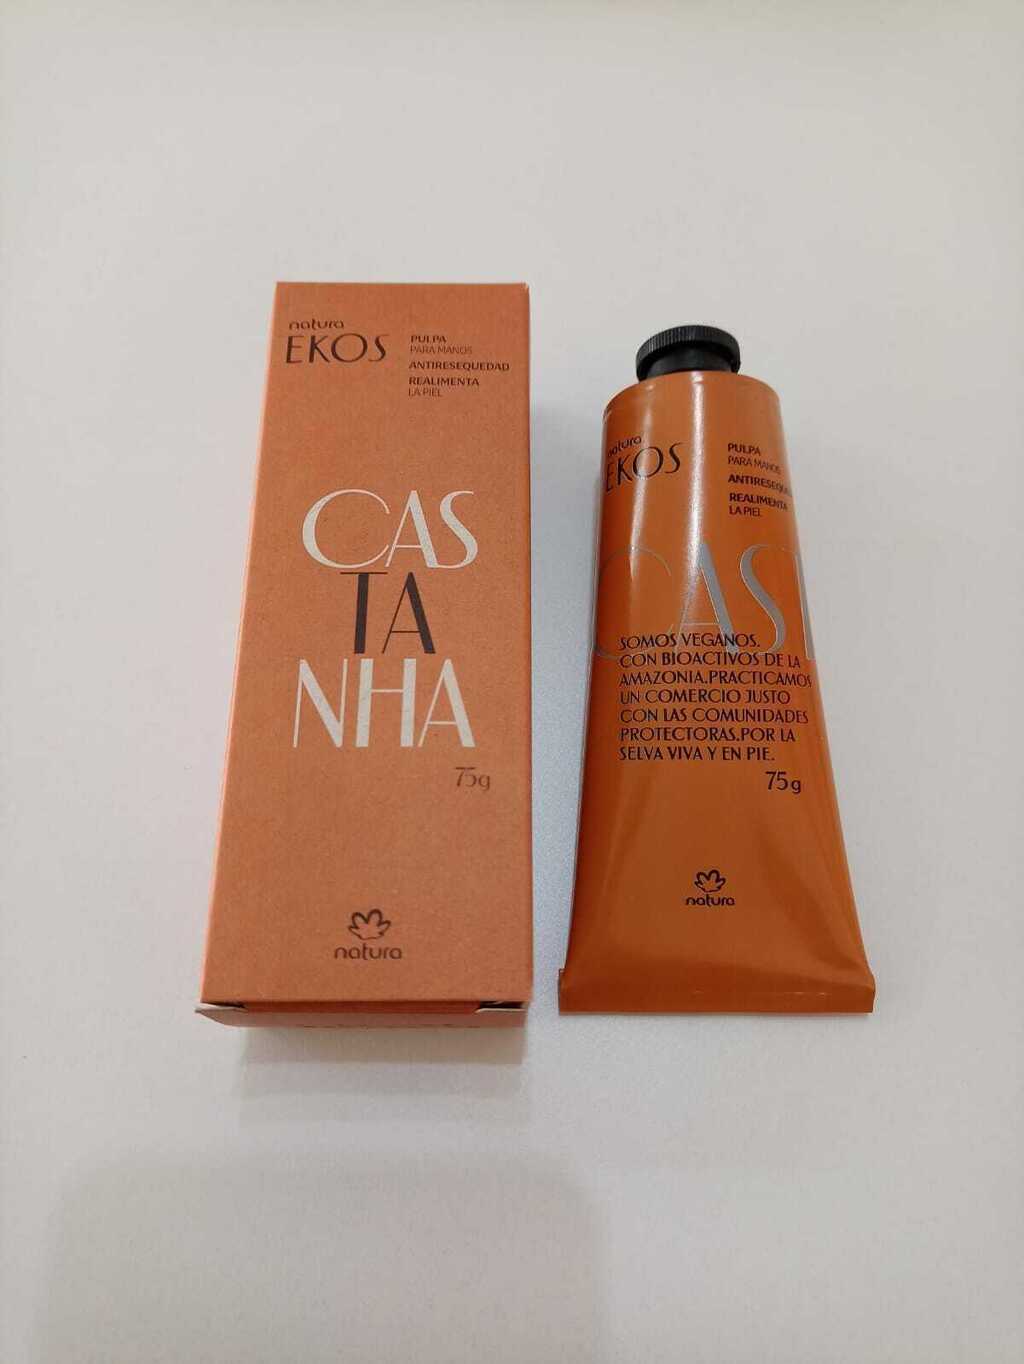 natura
EKOS
PULPA
PARA MANOS
ANTIRESEQUEDAD
REALIMENTA
LA PIEL
CAS
TA
NHA
75g
natura
natura
EKOS
PULPA
PARA MANOS
ANTIRESEQUE
REALIMENTA
LA PIEL
CAST
SOMOS VEGANOS.
CON BIOACTIVOS DE LA
AMAZONIA.PRACTICAMOS
UN COMERCIO JUSTO
CON LAS COMUNIDADES
PROTECTORAS.POR LA
SELVA VIVA Y EN PIE.
75g
natura